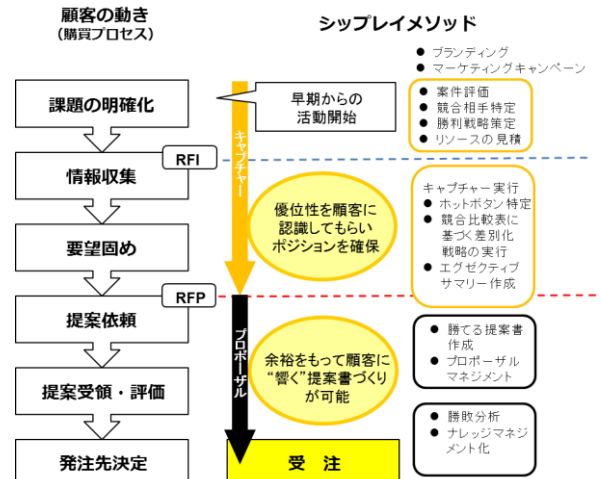 顧客の動き
(購買プロセス)
シップレイメソッド
● ブランディング
● マーケティングキャンペーン
課題の明確化
早期からの
活動開始
● 案件評価
● 競合相手特定
● 勝利戦略策定
● リソースの見積
キャプチャー
RFI
情報収集
優位性を顧客に
認識してもらい
ポジションを確保
キャプチャー実行
● ホットボタン特定
● 競合比較表に
基づく差別化
戦略の実行
● エグゼクティブ
サマリー作成
要望固め
RFP
提案依頼
プロポーザル
余裕をもって顧客に
“響く”提案書づくり
が可能
● 勝てる提案書
作成
● プロポーザル
マネジメント
提案受領・評価
● 勝敗分析
● ナレッジマネジ
メント化
発注先決定
受 注